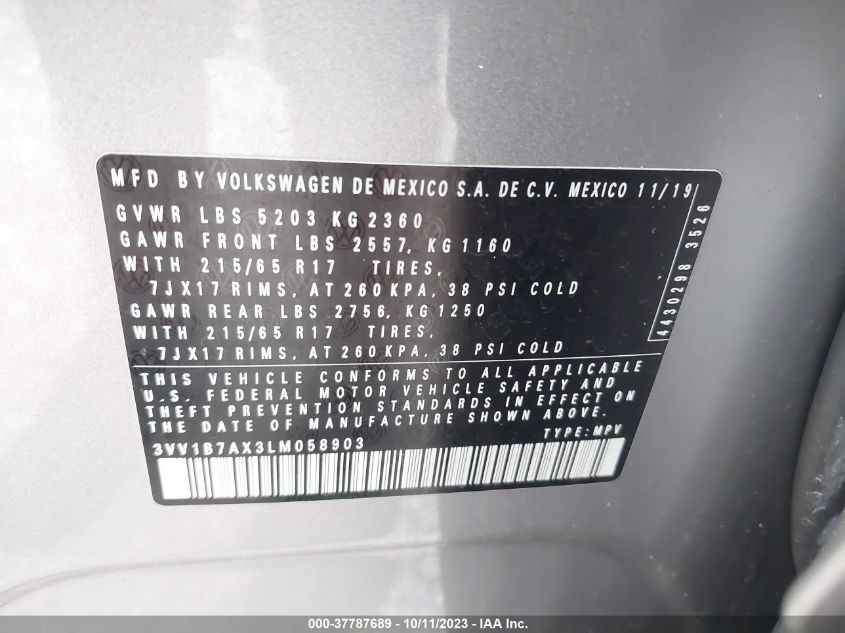 MFD BY VOLKSWAGEN DE MEXICO S.A. DE C.V. MEXICO 11/19
GVWR LBS 5203 KG 2360
GAWR FRONT LBS 2557, KG 1160
WITH 215/65 R17 TIRES,
7JX17 RIMS, AT 260 KPA, 38 PSI COLD
GAWR REAR LBS 2756, KG 1250
WITH 215/65 R17 TIRES,
7JX17 RIMS, AT 260 KPA, 38 PSI COLD
4430298 3526
THIS VEHICLE CONFORMS TO ALL APPLICABLE
U.S. FEDERAL MOTOR VEHICLE SAFETY AND
THEFT PREVENTION STANDARDS IN EFFECT ON
THE DATE OF MANUFACTURE SHOWN ABOVE.
3VV1B7AX3LM058903 TYPE: MPV
000-37787689 - 10/11/2023 - IAA Inc.